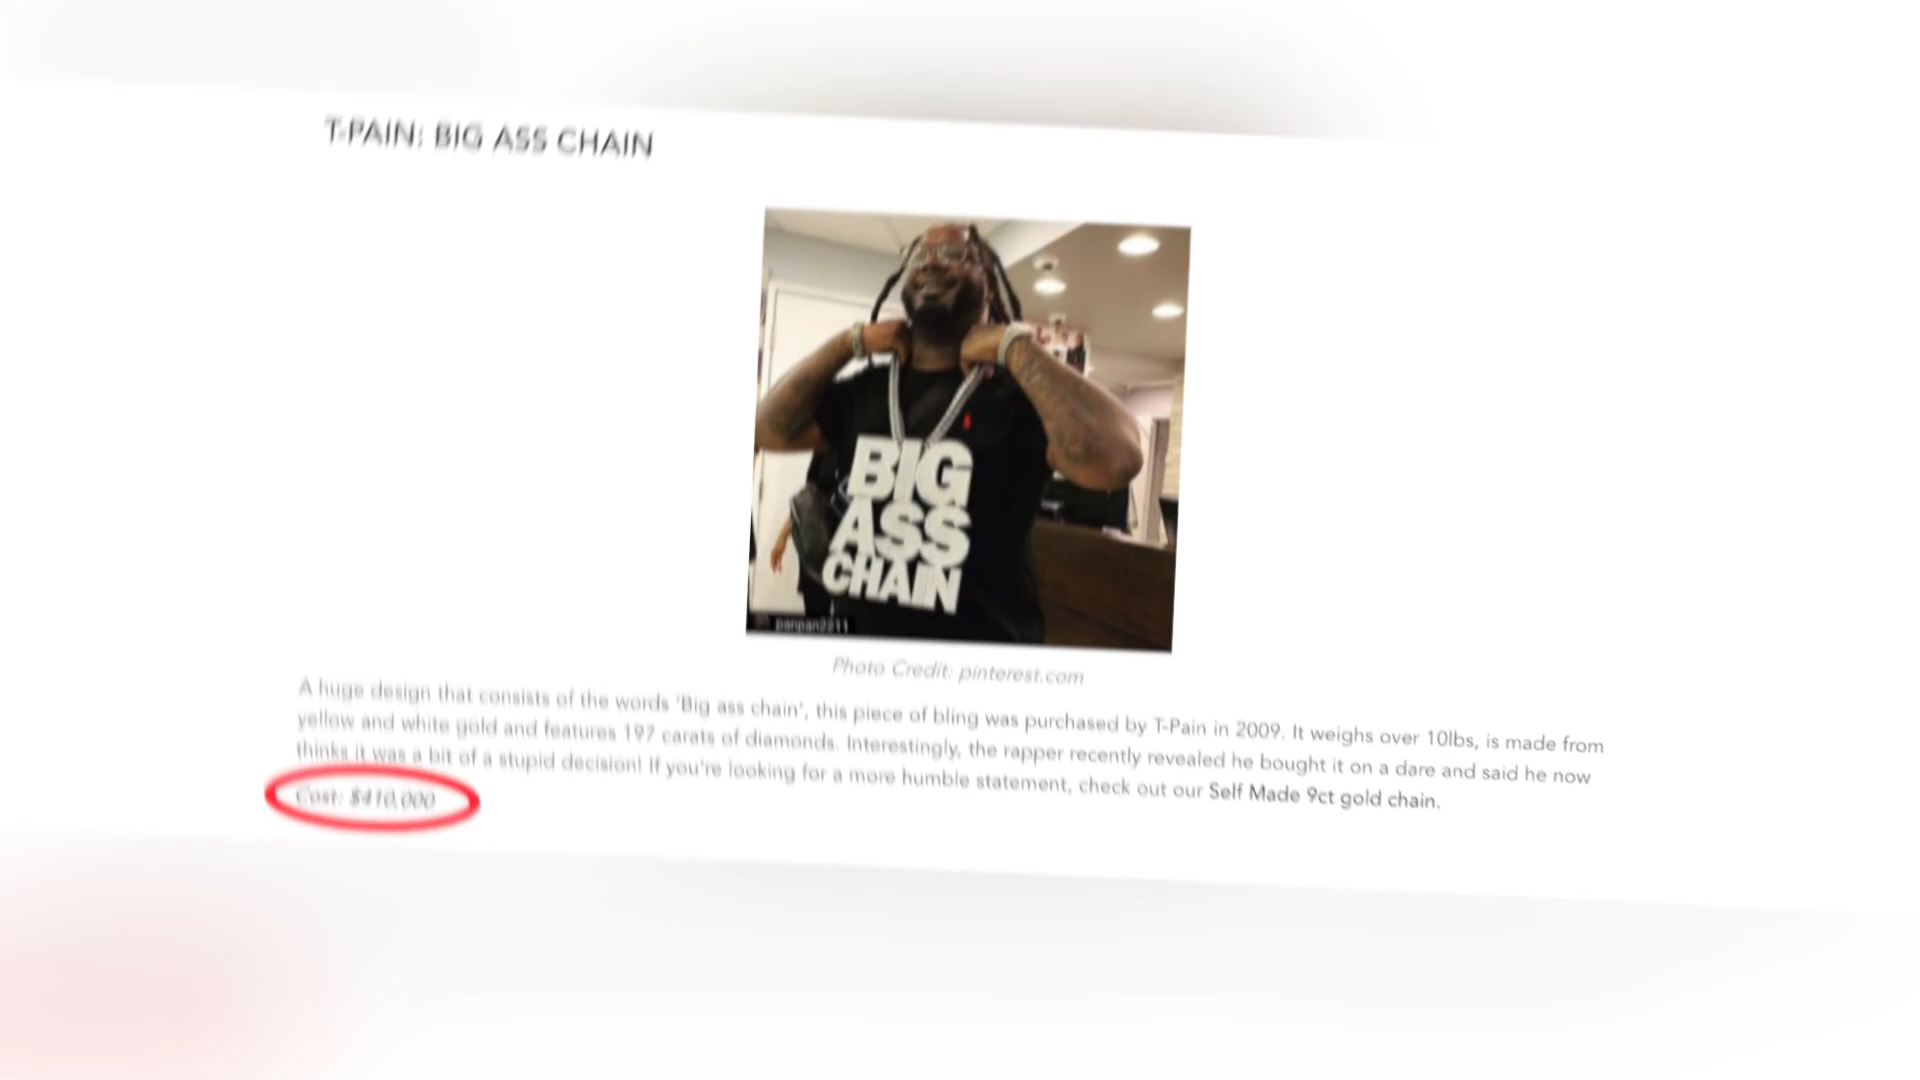 T-PAIN: BIG ASS CHAIN
BIG
ASS
CHAIN
panpan2211
Photo Credit: pinterest.com
A huge design that consists of the words 'Big ass chain', this piece of bling was purchased by T-Pain in 2009. It weighs over 10lbs, is made from
yellow and white gold and features 197 carats of diamonds. Interestingly, the rapper recently revealed he bought it on a dare and said he now
thinks it was a bit of a stupid decision! If you're looking for a more humble statement, check out our Self Made 9ct gold chain.
Cost: $410,000